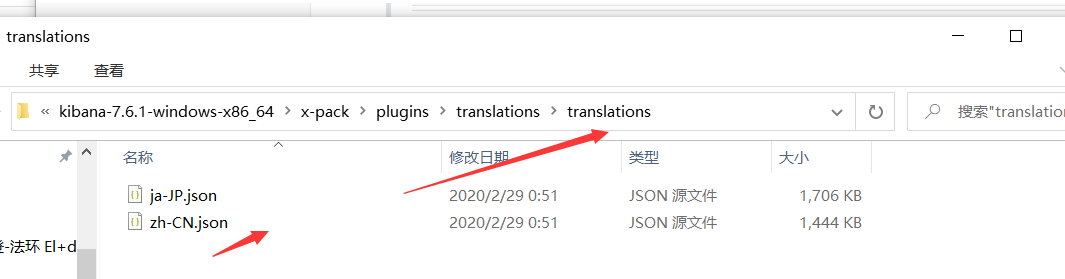 translations
共享 查看
« kibana-7.6.1-windows-x86_64 > x-pack > plugins > translations > translations 搜索"translation
名称 修改日期 类型 大小
ja-JP.json 2020/2/29 0:51 JSON 源文件 1,706 KB
zh-CN.json 2020/2/29 0:51 JSON 源文件 1,444 KB
-法环 El+d